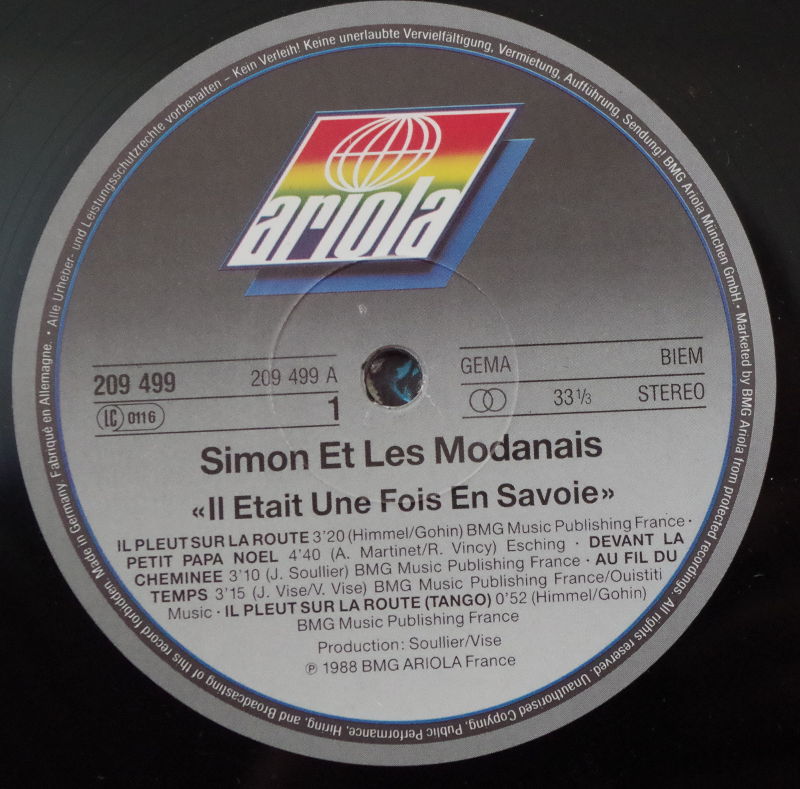 Alle Urheber- und Leistungsschutzrechte vorbehalten – Kein Verleih! Keine unerlaubte Vervielfältigung, Vermietung, Aufführung, Sendung! BMG Ariola München GmbH · Marketed by BMG Ariola from protected recordings. All rights reserved. Unauthorised Copying, Public Performance, Hiring, and Broadcasting of this record forbidden. Made in Germany. Fabriqué en Allemagne. ·
ariola
209 499
209 499 A
LC 0116
1
GEMA
BIEM
33 1/3
STEREO
Simon Et Les Modanais
«Il Etait Une Fois En Savoie»
IL PLEUT SUR LA ROUTE 3'20 (Himmel/Gohin) BMG Music Publishing France ·
PETIT PAPA NOEL 4'40 (A. Martinet/R. Vincy) Esching · DEVANT LA
CHEMINEE 3'10 (J. Soullier) BMG Music Publishing France · AU FIL DU
TEMPS 3'15 (J. Vise/V. Vise) BMG Music Publishing France/Ouistiti
Music · IL PLEUT SUR LA ROUTE (TANGO) 0'52 (Himmel/Gohin)
BMG Music Publishing France
Production: Soullier/Vise
℗ 1988 BMG ARIOLA France